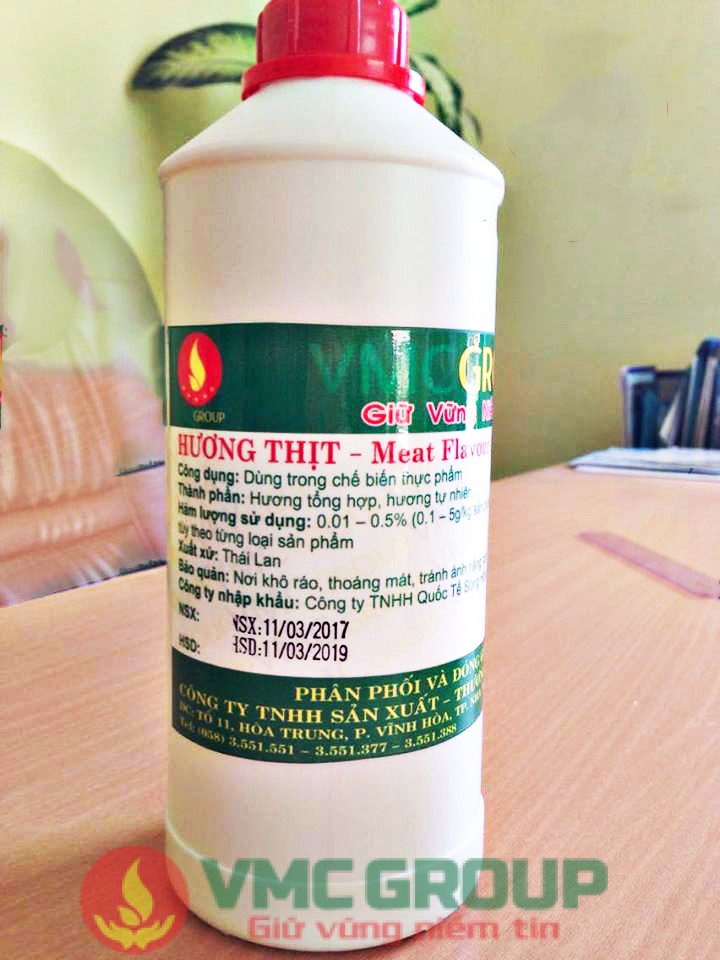 VMC GR
GROUP
Giữ Vững
HƯƠNG THỊT - Meat Flavour
Công dụng: Dùng trong chế biến thực phẩm
Thành phần: Hương tổng hợp, hương tự nhiên
Hàm lượng sử dụng: 0.01 - 0.5% (0.1 - 5g/kg sản
tùy theo từng loại sản phẩm
Xuất xứ: Thái Lan
Bảo quản: Nơi khô ráo, thoáng mát, tránh ánh
Công ty nhập khẩu: Công ty TNHH Quốc Tế
NSX: NSX:11/03/2017
HSD: HSD:11/03/2019
PHÂN PHỐI VÀ ĐÓNG
CÔNG TY TNHH SẢN XUẤT - THƯƠN
ĐC: TỔ 11, HÒA TRUNG, P. VĨNH HÒA, TP. NHA
Tel: (058) 3.551.551 - 3.551.377 - 3.551.388
VMC GROUP
Giữ vững niềm tin